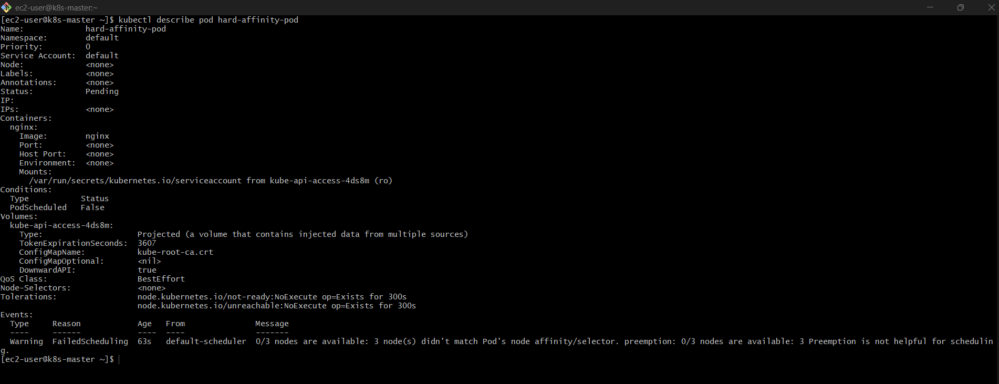 ec2-user@k8s-master:~
[ec2-user@k8s-master ~]$ kubectl describe pod hard-affinity-pod
Name:             hard-affinity-pod
Namespace:        default
Priority:         0
Service Account:  default
Node:             <none>
Labels:           <none>
Annotations:      <none>
Status:           Pending
IP:
IPs:              <none>
Containers:
  nginx:
    Image:        nginx
    Port:         <none>
    Host Port:    <none>
    Environment:  <none>
    Mounts:
      /var/run/secrets/kubernetes.io/serviceaccount from kube-api-access-4ds8m (ro)
Conditions:
  Type           Status
  PodScheduled   False
Volumes:
  kube-api-access-4ds8m:
    Type:                    Projected (a volume that contains injected data from multiple sources)
    TokenExpirationSeconds:  3607
    ConfigMapName:           kube-root-ca.crt
    ConfigMapOptional:       <nil>
    DownwardAPI:             true
QoS Class:                   BestEffort
Node-Selectors:              <none>
Tolerations:                 node.kubernetes.io/not-ready:NoExecute op=Exists for 300s
                             node.kubernetes.io/unreachable:NoExecute op=Exists for 300s
Events:
  Type     Reason            Age   From               Message
  ----     ------            ----  ----               -------
  Warning  FailedScheduling  63s   default-scheduler  0/3 nodes are available: 3 node(s) didn't match Pod's node affinity/selector. preemption: 0/3 nodes are available: 3 Preemption is not helpful for schedulin
g.
[ec2-user@k8s-master ~]$